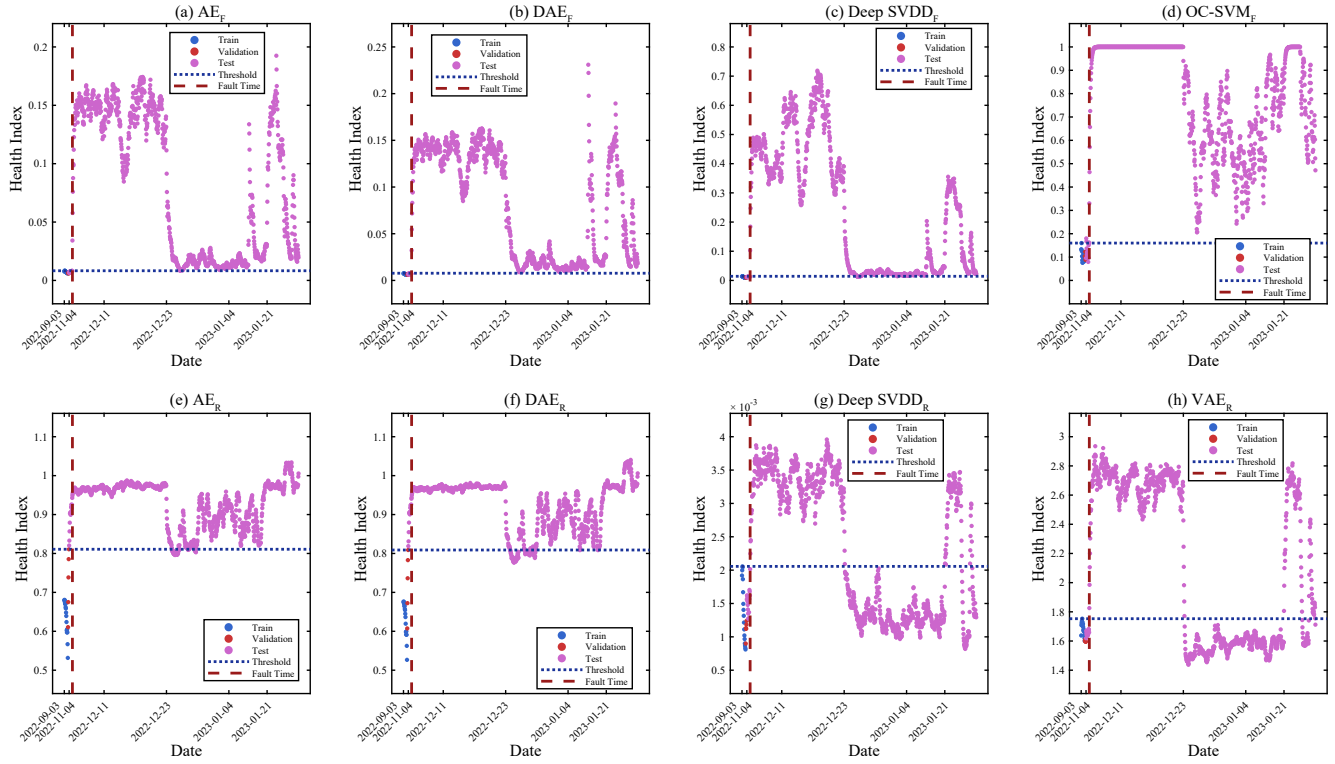 (a) AE_F
Health Index
0.2
0.15
0.1
0.05
0
Train
Validation
Test
Threshold
Fault Time
2022-09-03
2022-11-04
2022-12-11
2022-12-23
2023-01-04
2023-01-21
Date
(b) DAE_F
Health Index
0.25
0.2
0.15
0.1
0.05
0
Train
Validation
Test
Threshold
Fault Time
2022-09-03
2022-11-04
2022-12-11
2022-12-23
2023-01-04
2023-01-21
Date
(c) Deep SVDD_F
Health Index
0.8
0.7
0.6
0.5
0.4
0.3
0.2
0.1
0
Train
Validation
Test
Threshold
Fault Time
2022-09-03
2022-11-04
2022-12-11
2022-12-23
2023-01-04
2023-01-21
Date
(d) OC-SVM_F
Health Index
1
0.9
0.8
0.7
0.6
0.5
0.4
0.3
0.2
0.1
0
Train
Validation
Test
Threshold
Fault Time
2022-09-03
2022-11-04
2022-12-11
2022-12-23
2023-01-04
2023-01-21
Date
(e) AE_R
Health Index
1.1
1
0.9
0.8
0.7
0.6
0.5
Train
Validation
Test
Threshold
Fault Time
2022-09-03
2022-11-04
2022-12-11
2022-12-23
2023-01-04
2023-01-21
Date
(f) DAE_R
Health Index
1.1
1
0.9
0.8
0.7
0.6
0.5
Train
Validation
Test
Threshold
Fault Time
2022-09-03
2022-11-04
2022-12-11
2022-12-23
2023-01-04
2023-01-21
Date
(g) Deep SVDD_R
× 10⁻³
Health Index
4
3.5
3
2.5
2
1.5
1
0.5
Train
Validation
Test
Threshold
Fault Time
2022-09-03
2022-11-04
2022-12-11
2022-12-23
2023-01-04
2023-01-21
Date
(h) VAE_R
Health Index
3
2.8
2.6
2.4
2.2
2
1.8
1.6
1.4
Train
Validation
Test
Threshold
Fault Time
2022-09-03
2022-11-04
2022-12-11
2022-12-23
2023-01-04
2023-01-21
Date